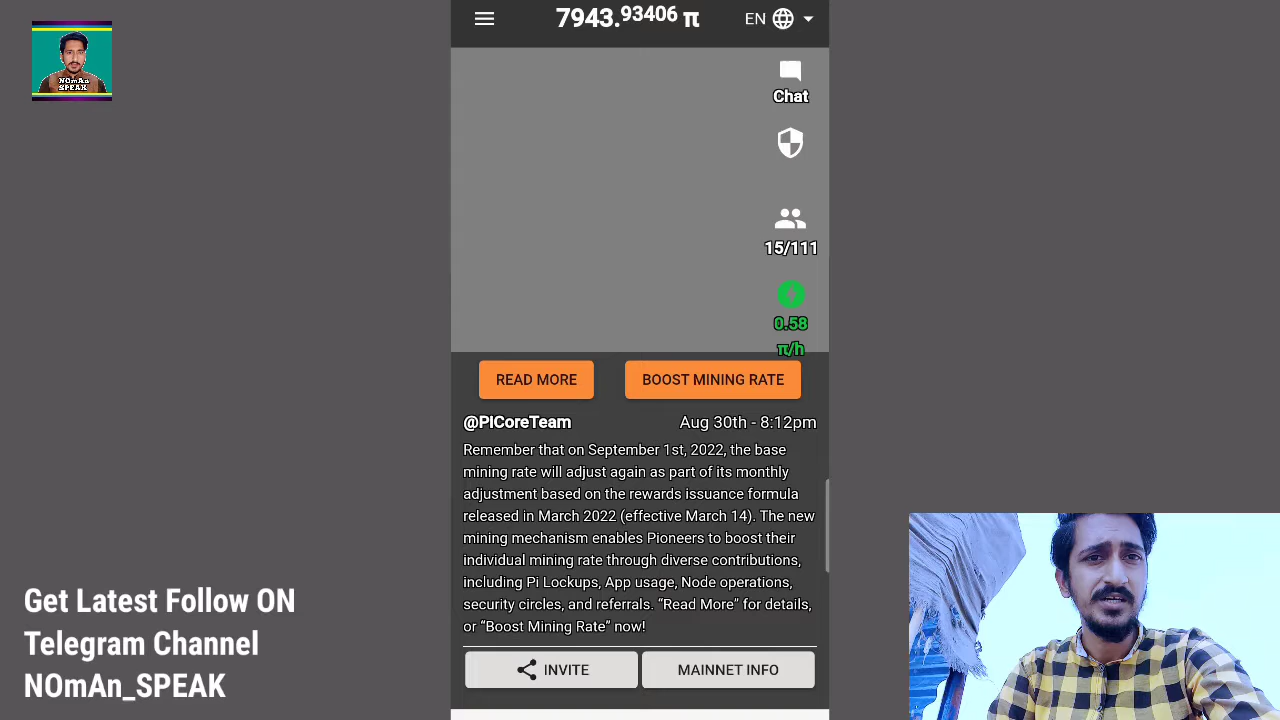 NOmAn
SPEAK
7943.93406 π
EN
Chat
15/111
0.58
π/h
READ MORE
BOOST MINING RATE
@PiCoreTeam
Aug 30th - 8:12pm
Remember that on September 1st, 2022, the base
mining rate will adjust again as part of its monthly
adjustment based on the rewards issuance formula
released in March 2022 (effective March 14). The new
mining mechanism enables Pioneers to boost their
individual mining rate through diverse contributions,
including Pi Lockups, App usage, Node operations,
security circles, and referrals. “Read More” for details,
or “Boost Mining Rate” now!
INVITE
MAINNET INFO
Get Latest Follow ON
Telegram Channel
NOmAn_SPEAK